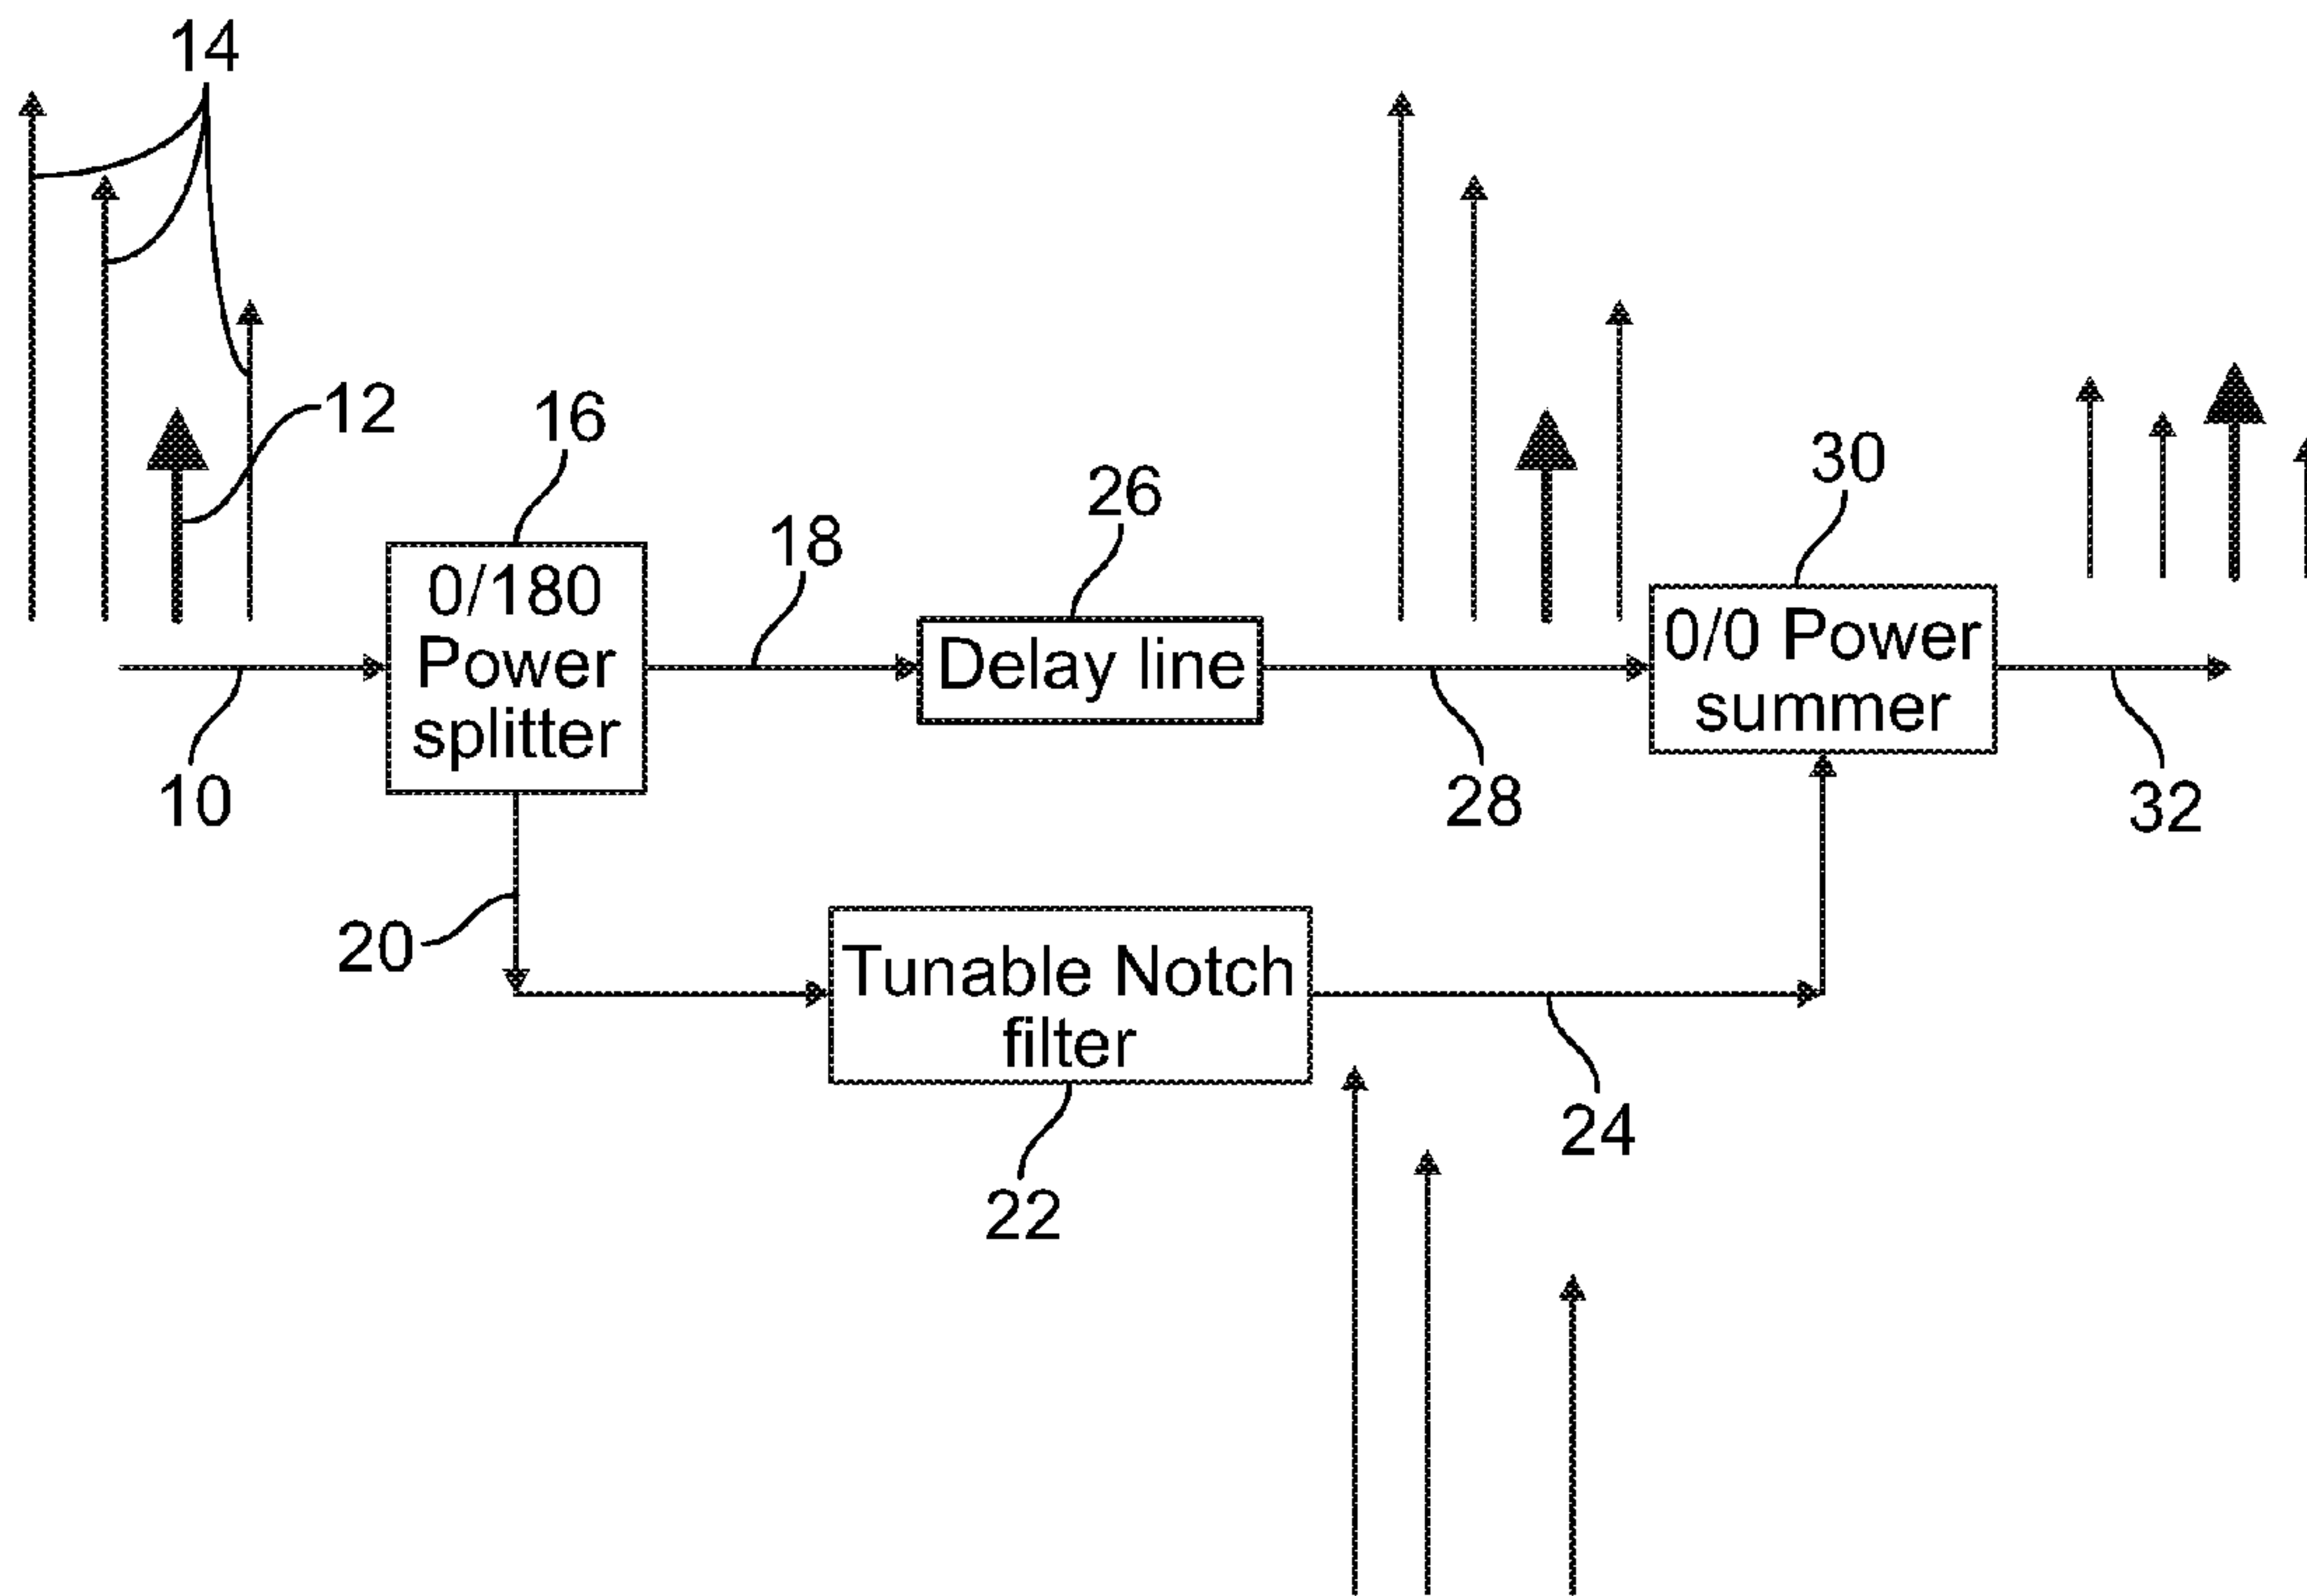 14
12
16
0/180
Power
splitter
18
26
Delay line
30
0/0 Power
summer
10
28
32
20
Tunable Notch
filter
24
22